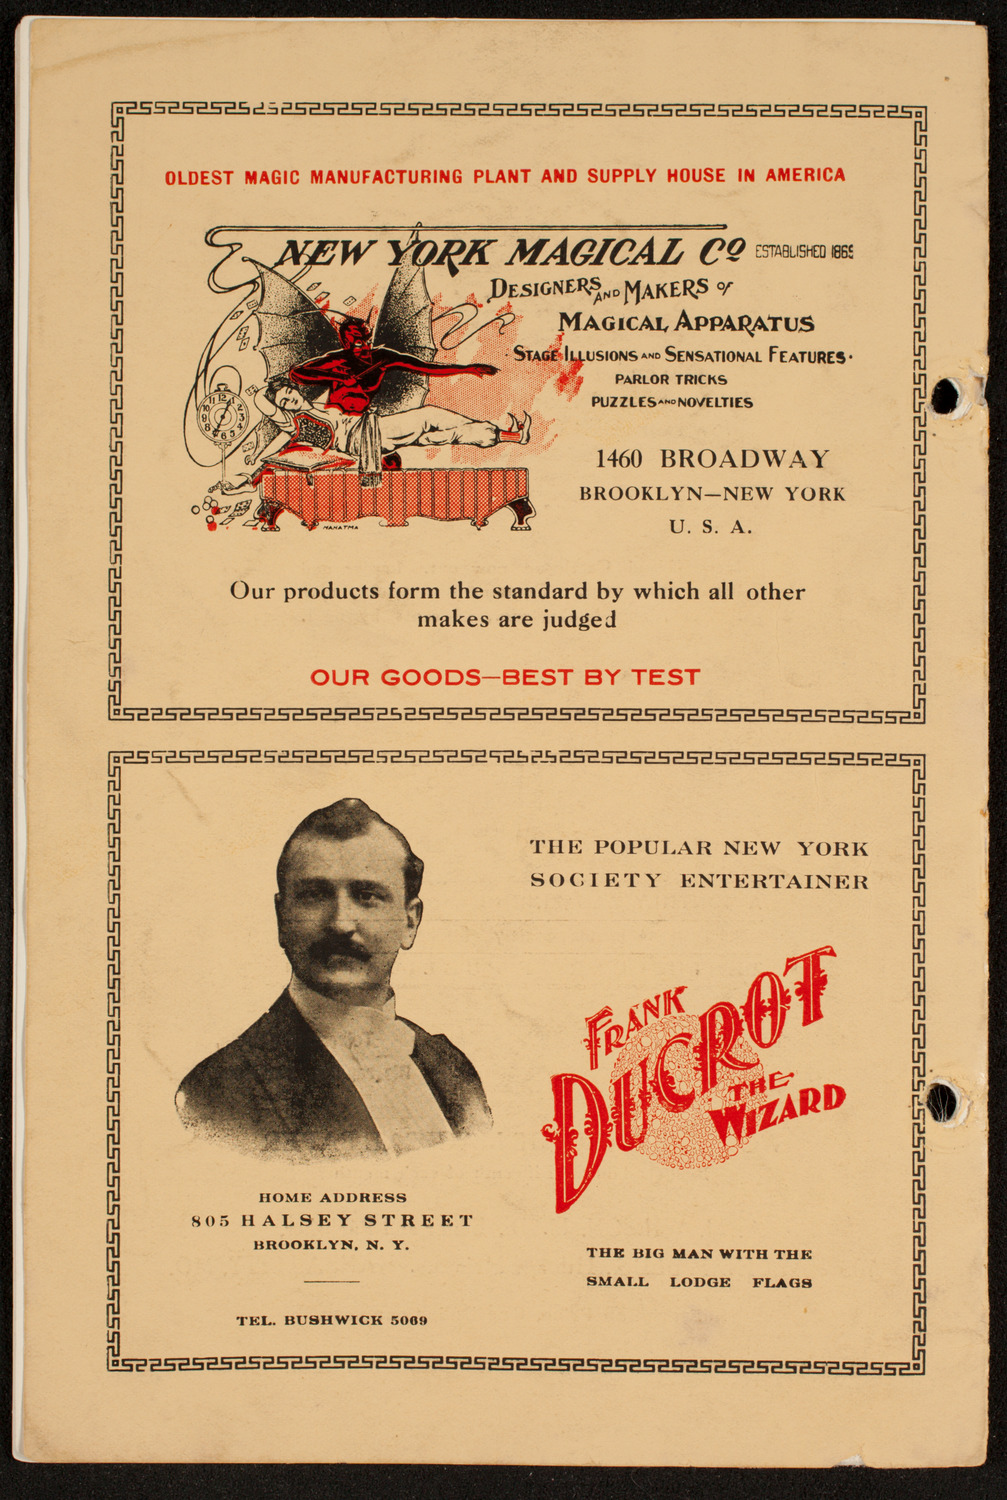 OLDEST MAGIC MANUFACTURING PLANT AND SUPPLY HOUSE IN AMERICA
NEW YORK MAGICAL CO ESTABLISHED 1869
DESIGNERS AND MAKERS OF
MAGICAL APPARATUS
· STAGE ILLUSIONS AND SENSATIONAL FEATURES ·
PARLOR TRICKS
PUZZLES AND NOVELTIES
1460 BROADWAY
BROOKLYN—NEW YORK
U. S. A.
MAHATMA
Our products form the standard by which all other
makes are judged
OUR GOODS—BEST BY TEST
THE POPULAR NEW YORK
SOCIETY ENTERTAINER
FRANK
DUCROT
THE
WIZARD
HOME ADDRESS
805 HALSEY STREET
BROOKLYN, N. Y.
TEL. BUSHWICK 5069
THE BIG MAN WITH THE
SMALL LODGE FLAGS